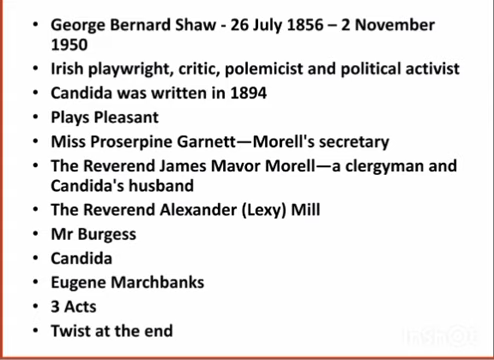 • George Bernard Shaw - 26 July 1856 – 2 November
1950
• Irish playwright, critic, polemicist and political activist
• Candida was written in 1894
• Plays Pleasant
• Miss Proserpine Garnett—Morell's secretary
• The Reverend James Mavor Morell—a clergyman and
Candida's husband
• The Reverend Alexander (Lexy) Mill
• Mr Burgess
• Candida
• Eugene Marchbanks
• 3 Acts
• Twist at the end
InShOt